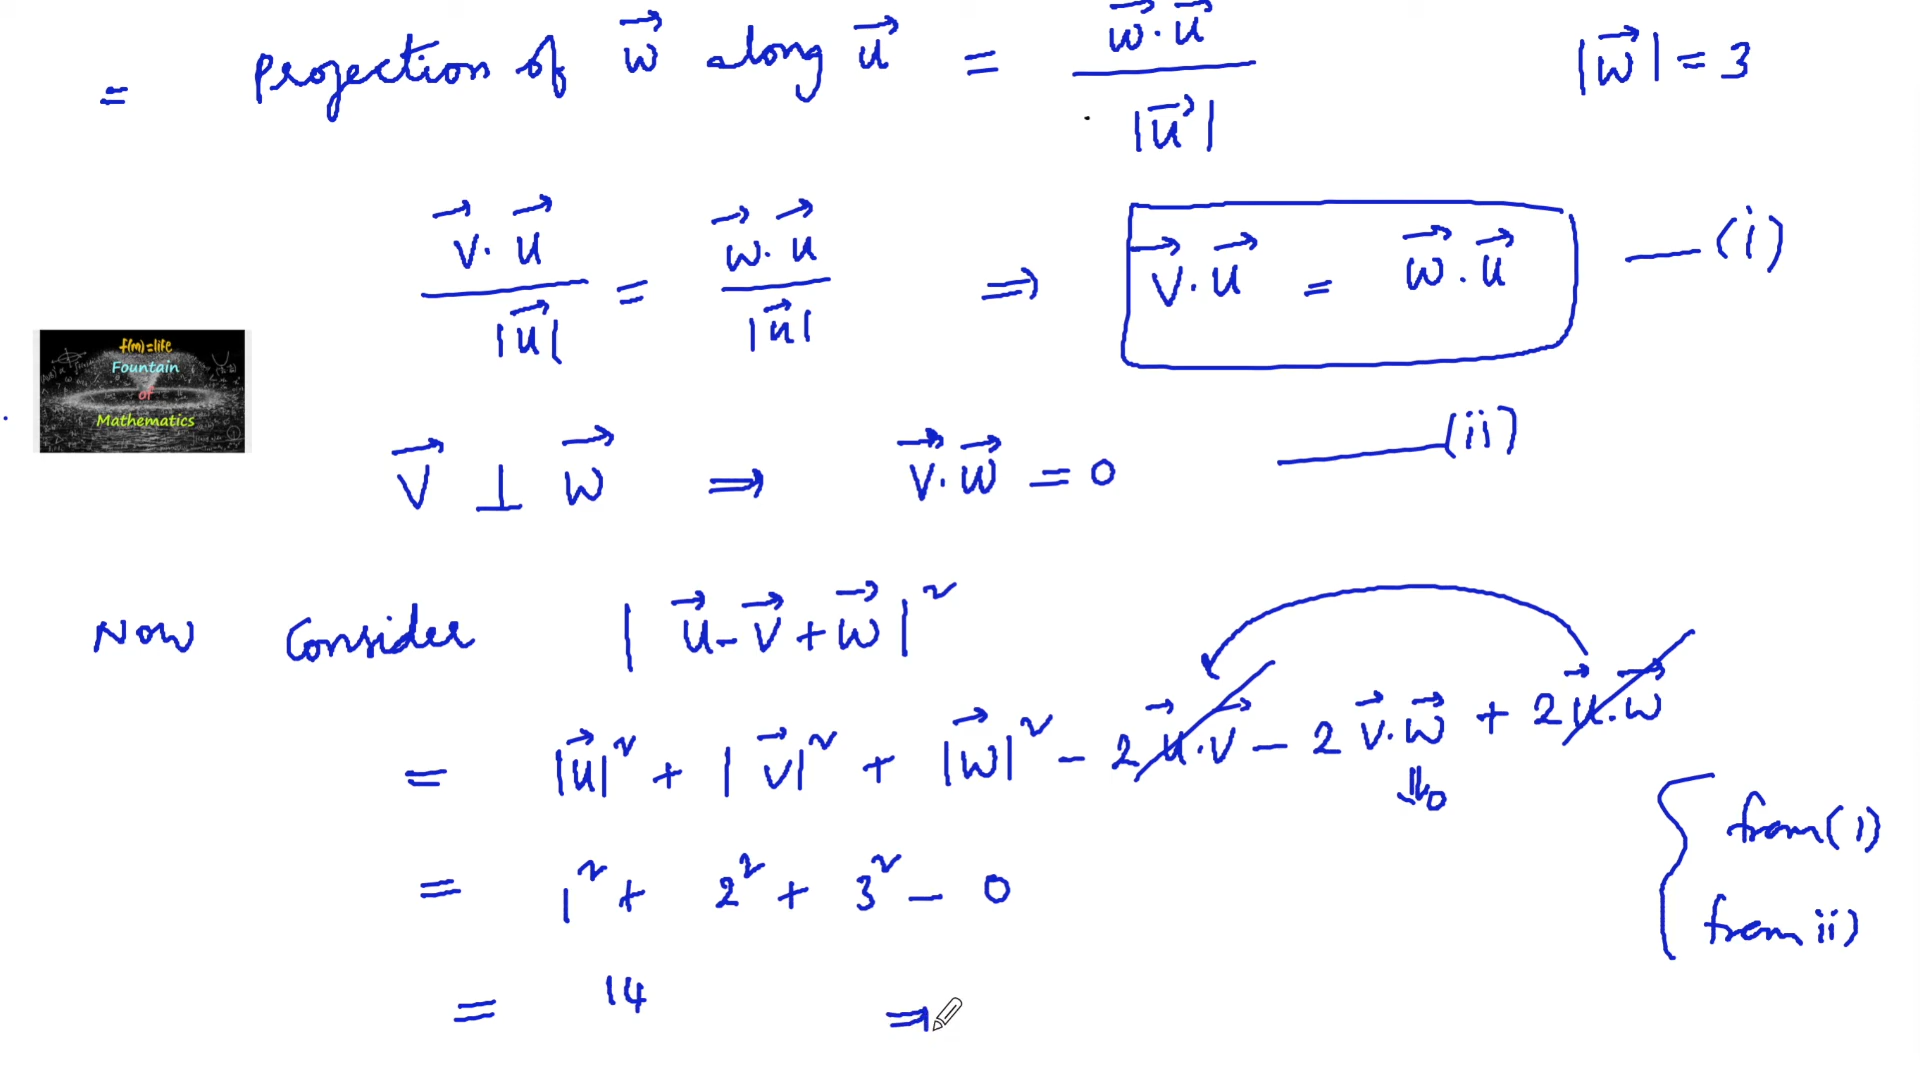 = Projection of w⃗ along u⃗ = w⃗·u⃗ / |u⃗| |w⃗| = 3
v⃗·u⃗ / |u⃗| = w⃗·u⃗ / |u⃗| ⇒ v⃗·u⃗ = w⃗·u⃗ —(i)
f(m)=life
Fountain
of
Mathematics
v⃗ ⊥ w⃗ ⇒ v⃗·w⃗ = 0 —(ii)
Now Consider |u⃗ - v⃗ + w⃗|²
= |u⃗|² + |v⃗|² + |w⃗|² - 2u⃗·v⃗ - 2v⃗·w⃗ + 2u⃗·w⃗
⇓0
from(1)
= 1² + 2² + 3² - 0
from ii)
= 14 ⇒